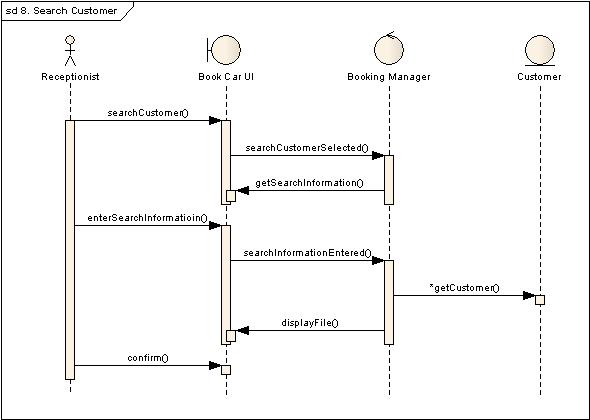 sd 8. Search Customer
Receptionist
Book Car UI
Booking Manager
Customer
searchCustomer()
searchCustomerSelected()
getSearchInformation()
enterSearchInformatioin()
searchInformationEntered()
*getCustomer()
displayFile()
confirm()